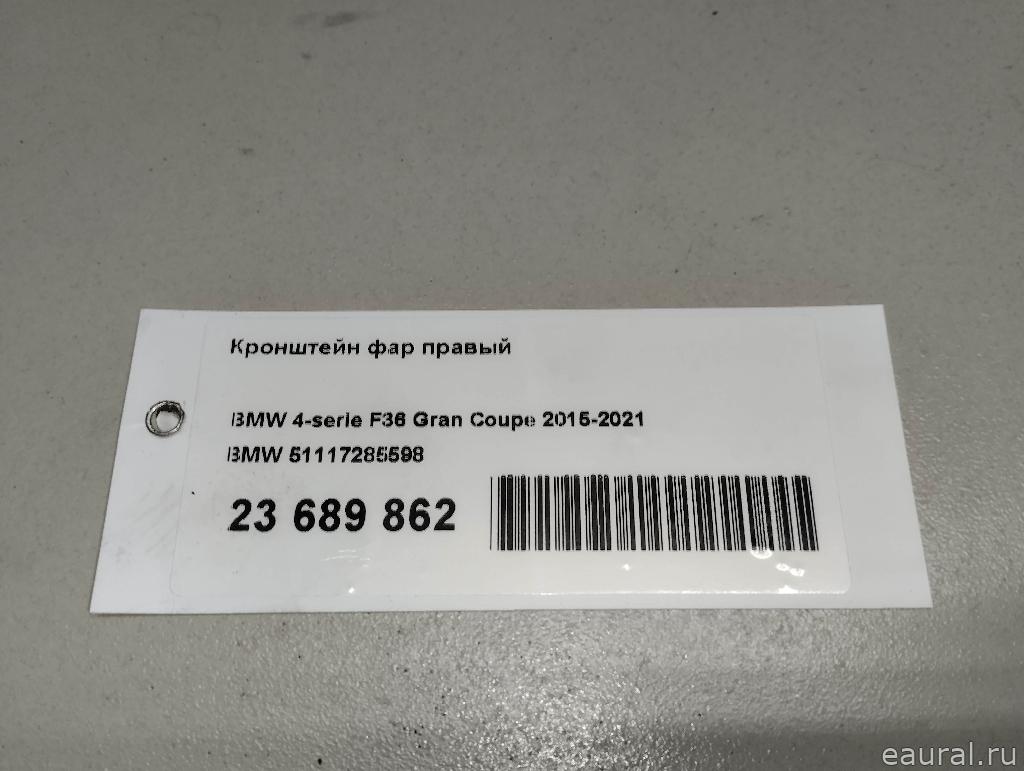 Кронштейн фар правый
BMW 4-serie F36 Gran Coupe 2015-2021
BMW 51117285598
23 689 862
eaural.ru